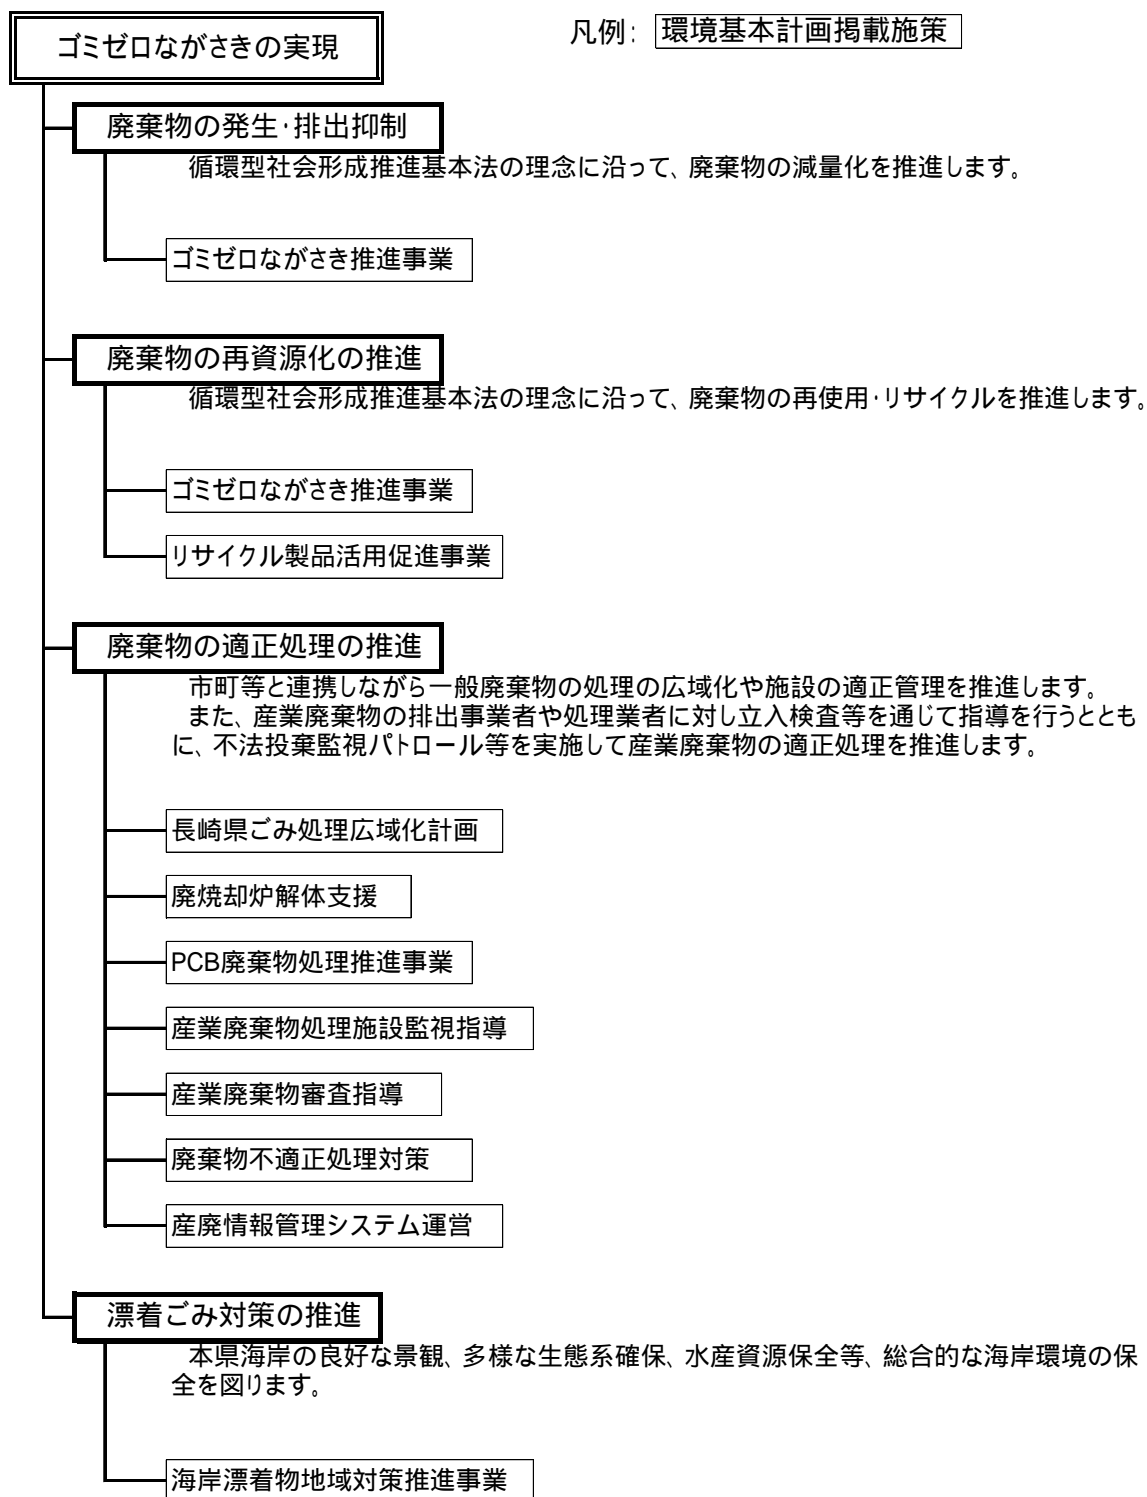 ゴミゼロながさきの実現
凡例: 環境基本計画掲載施策
廃棄物の発生・排出抑制
循環型社会形成推進基本法の理念に沿って、廃棄物の減量化を推進します。
ゴミゼロながさき推進事業
廃棄物の再資源化の推進
循環型社会形成推進基本法の理念に沿って、廃棄物の再使用・リサイクルを推進します。
ゴミゼロながさき推進事業
リサイクル製品活用促進事業
廃棄物の適正処理の推進
市町等と連携しながら一般廃棄物の処理の広域化や施設の適正管理を推進します。
また、産業廃棄物の排出事業者や処理業者に対し立入検査等を通じて指導を行うととも
に、不法投棄監視パトロール等を実施して産業廃棄物の適正処理を推進します。
長崎県ごみ処理広域化計画
廃焼却炉解体支援
PCB廃棄物処理推進事業
産業廃棄物処理施設監視指導
産業廃棄物審査指導
廃棄物不適正処理対策
産廃情報管理システム運営
漂着ごみ対策の推進
本県海岸の良好な景観、多様な生態系確保、水産資源保全等、総合的な海岸環境の保
全を図ります。
海岸漂着物地域対策推進事業